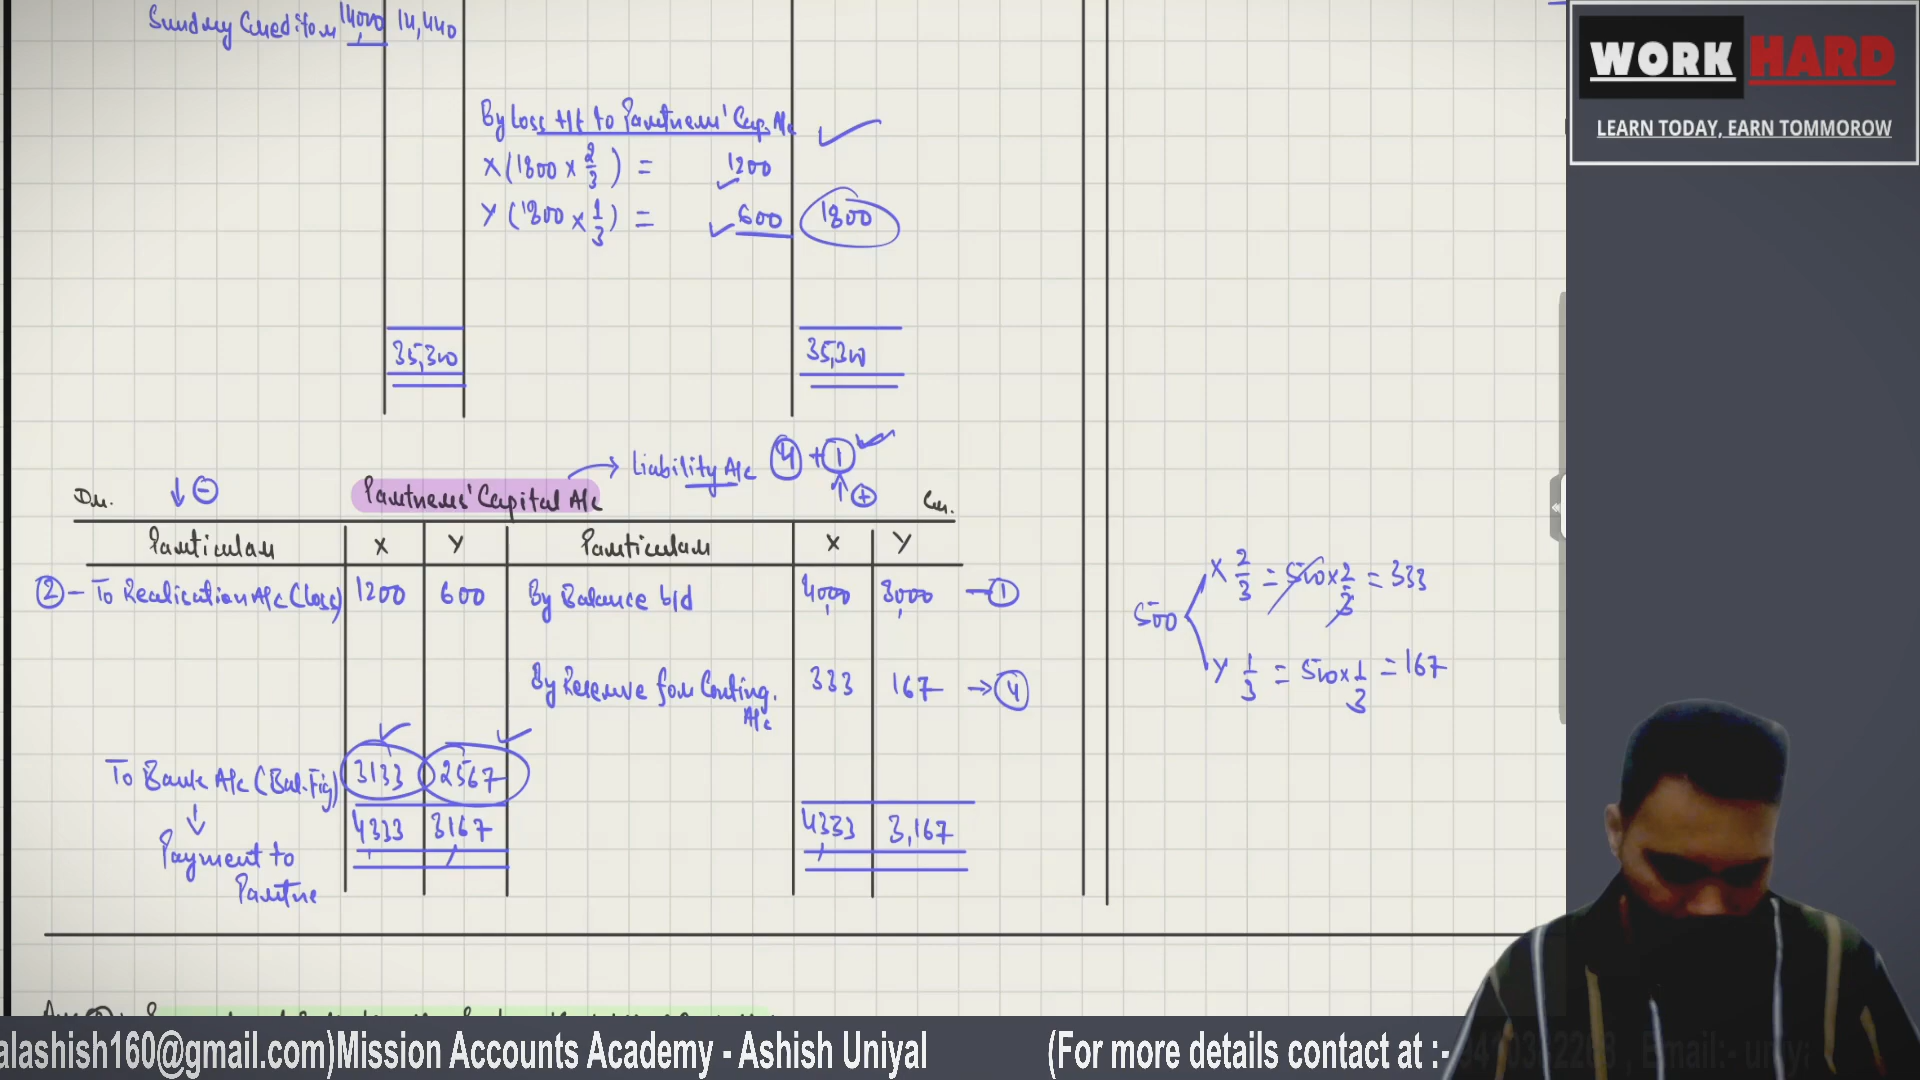 Sundry Creditors 14000 14,440
By Loss t/f to Partners' Cap. A/c
X (1800 × 2/3) = 1200
Y (1800 × 1/3) = 600 1800
35,300 35,300
Liability A/c 4 + 1
Dr. ↓ - Partners' Capital A/c ↑ + Cr.
Particulars X Y Particulars X Y
2 - To Realisation A/c (Loss) 1200 600 By Balance b/d 4000 3000 - 1
By Reserve for Conting. A/c 333 167 → 4
To Bank A/c (Bal. Fig) 3133 2567
4333 3167 4333 3,167
↓
Payment to
Partne
500
X 2/3 = 500 × 2/3 = 333
Y 1/3 = 500 × 1/3 = 167
WORK HARD
LEARN TODAY, EARN TOMMOROW
alashish160@gmail.com)Mission Accounts Academy - Ashish Uniyal (For more details contact at :-